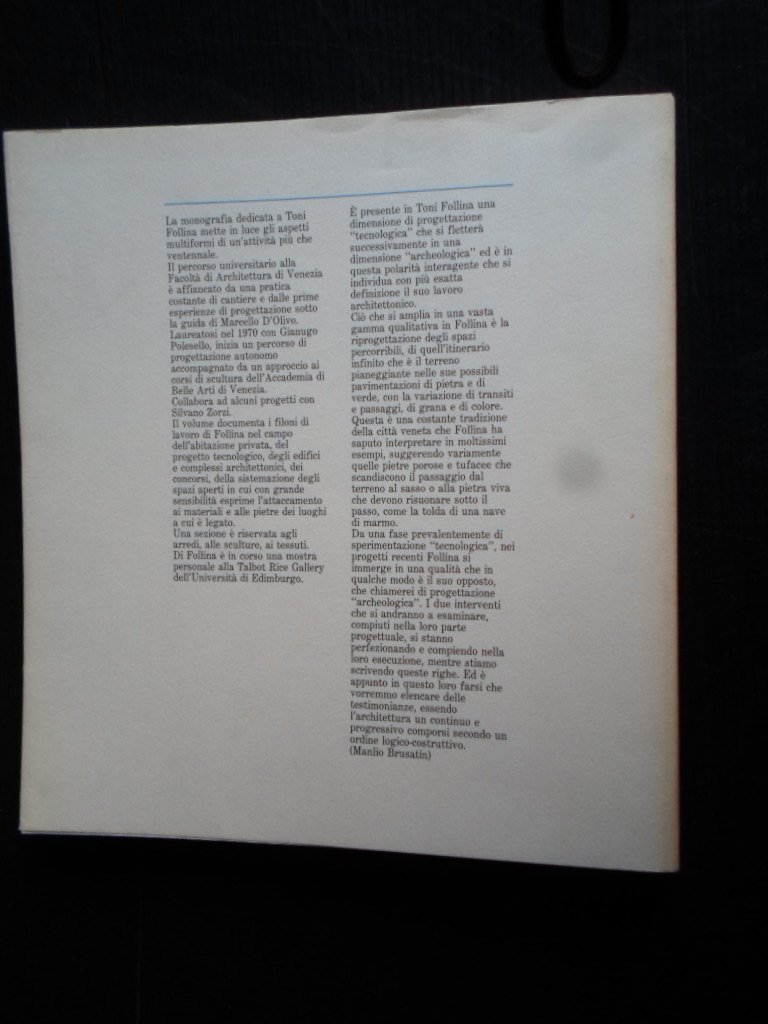 La monografia dedicata a Toni
Follina mette in luce gli aspetti
multiformi di un'attività più che
ventennale.
Il percorso universitario alla
Facoltà di Architettura di Venezia
è affiancato da una pratica
costante di cantiere e dalle prime
esperienze di progettazione sotto
la guida di Marcello D'Olivo.
Laureatosi nel 1970 con Gianugo
Polesello, inizia un percorso di
progettazione autonomo
accompagnato da un approccio ai
corsi di scultura dell'Accademia di
Belle Arti di Venezia.
Collabora ad alcuni progetti con
Silvano Zorzi.
Il volume documenta i filoni di
lavoro di Follina nel campo
dell'abitazione privata, del
progetto tecnologico, degli edifici
e complessi architettonici, dei
concorsi, della sistemazione degli
spazi aperti in cui con grande
sensibilità esprime l'attaccamento
ai materiali e alle pietre dei luoghi
a cui è legato.
Una sezione è riservata agli
arredi, alle sculture, ai tessuti.
Di Follina è in corso una mostra
personale alla Talbot Rice Gallery
dell'Università di Edimburgo.
È presente in Toni Follina una
dimensione di progettazione
"tecnologica" che si fletterà
successivamente in una
dimensione "archeologica" ed è in
questa polarità interagente che si
individua con più esatta
definizione il suo lavoro
architettonico.
Ciò che si amplia in una vasta
gamma qualitativa in Follina è la
riprogettazione degli spazi
percorribili, di quell'itinerario
infinito che è il terreno
pianeggiante nelle sue possibili
pavimentazioni di pietra e di
verde, con la variazione di transiti
e passaggi, di grana e di colore.
Questa è una costante tradizione
della città veneta che Follina ha
saputo interpretare in moltissimi
esempi, suggerendo variamente
quelle pietre porose e tufacee che
scandiscono il passaggio dal
terreno al sasso o alla pietra viva
che devono risuonare sotto il
passo, come la tolda di una nave
di marmo.
Da una fase prevalentemente di
sperimentazione "tecnologica", nei
progetti recenti Follina si
immerge in una qualità che in
qualche modo è il suo opposto,
che chiamerei di progettazione
"archeologica". I due interventi
che si andranno a esaminare,
compiuti nella loro parte
progettuale, si stanno
perfezionando e compiendo nella
loro esecuzione, mentre stiamo
scrivendo queste righe. Ed è
appunto in questo loro farsi che
vorremmo elencare delle
testimonianze, essendo
l'architettura un continuo e
progressivo comporsi secondo un
ordine logico-costruttivo.
(Manlio Brusatin)